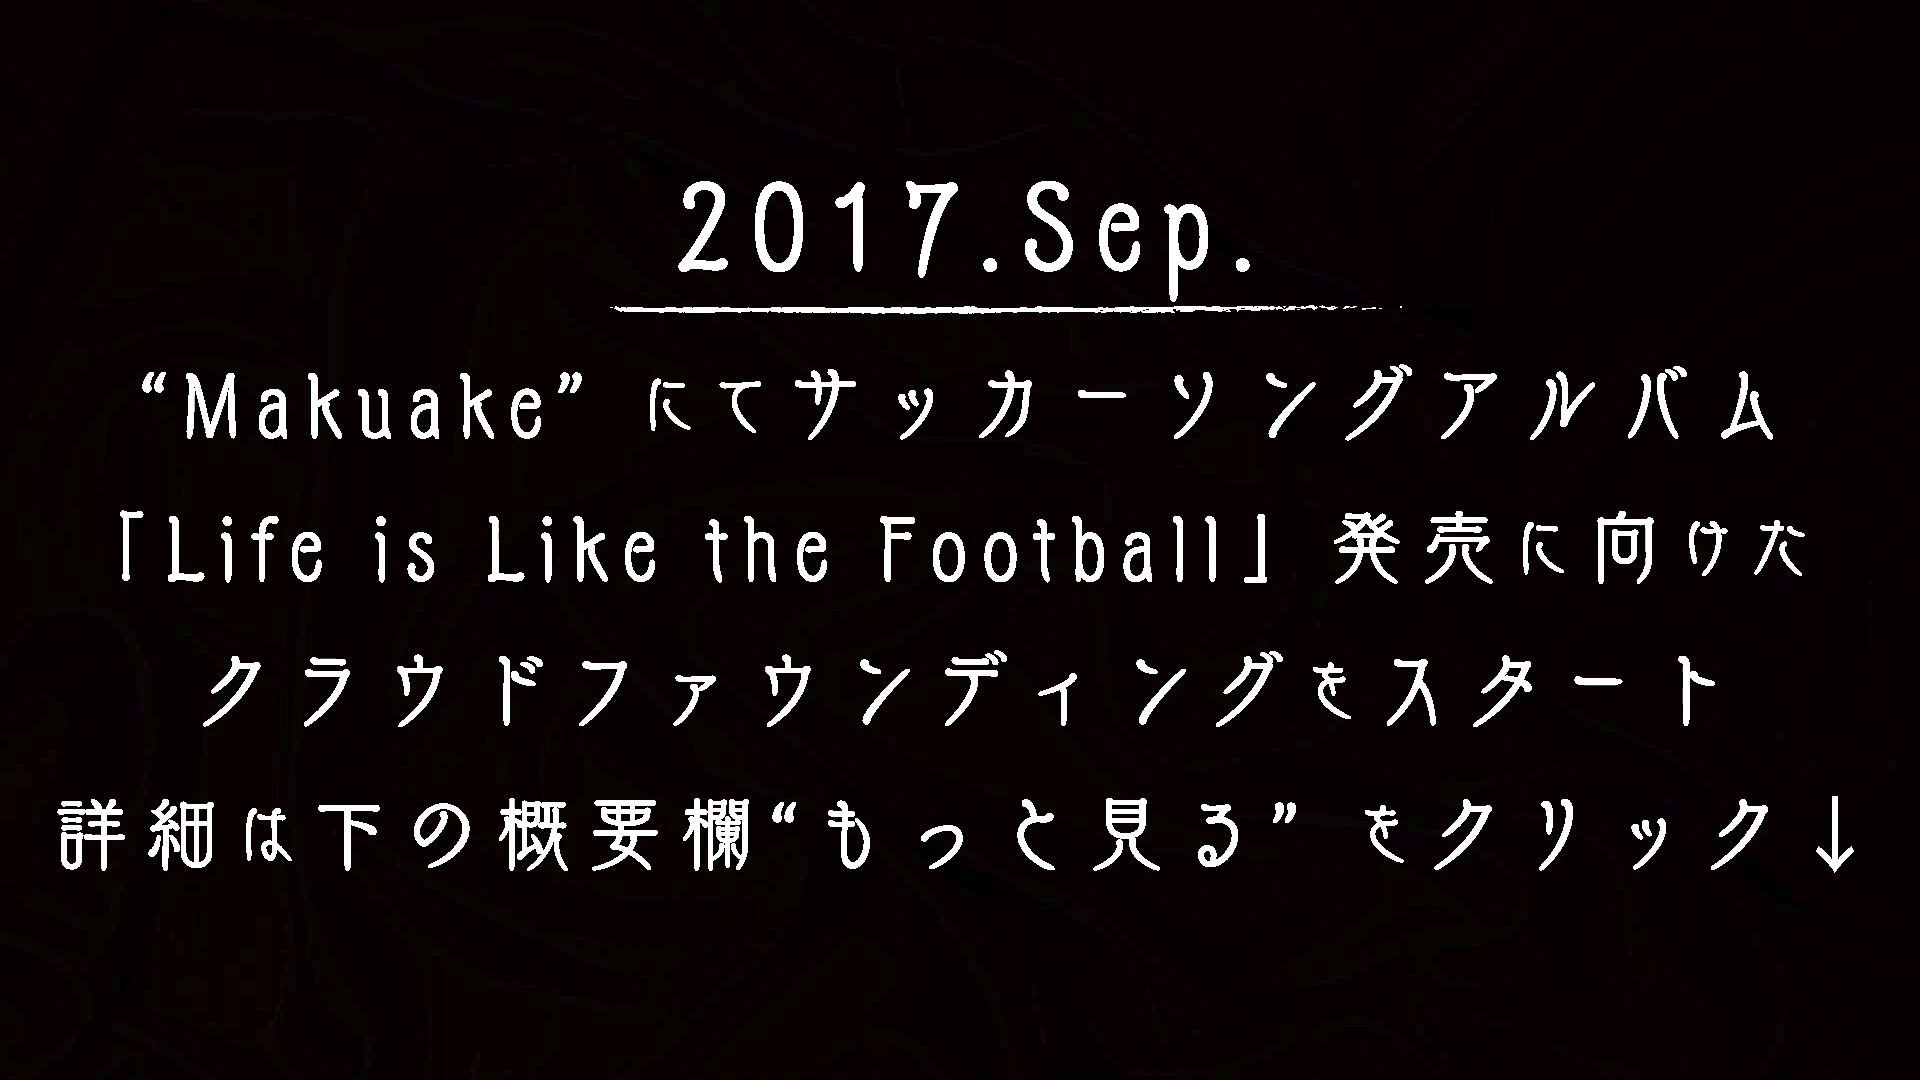 2017.Sep.
“Makuake” にてサッカーソングアルバム
「Life is Like the Football」発売に向けた
クラウドファウンディングをスタート
詳細は下の概要欄“もっと見る” をクリック↓